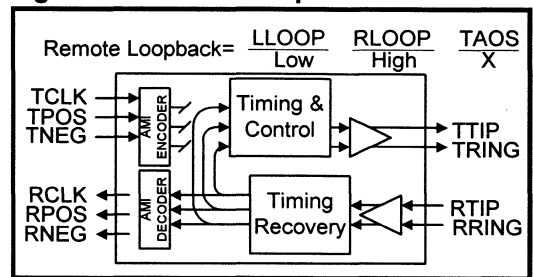 Remote Loopback= LLOOP RLOOP TAOS
Low High X
TCLK
TPOS
TNEG
AMI ENCODER
Timing & Control
TTIP
TRING
RCLK
RPOS
RNEG
AMI DECODER
Timing Recovery
RTIP
RRING